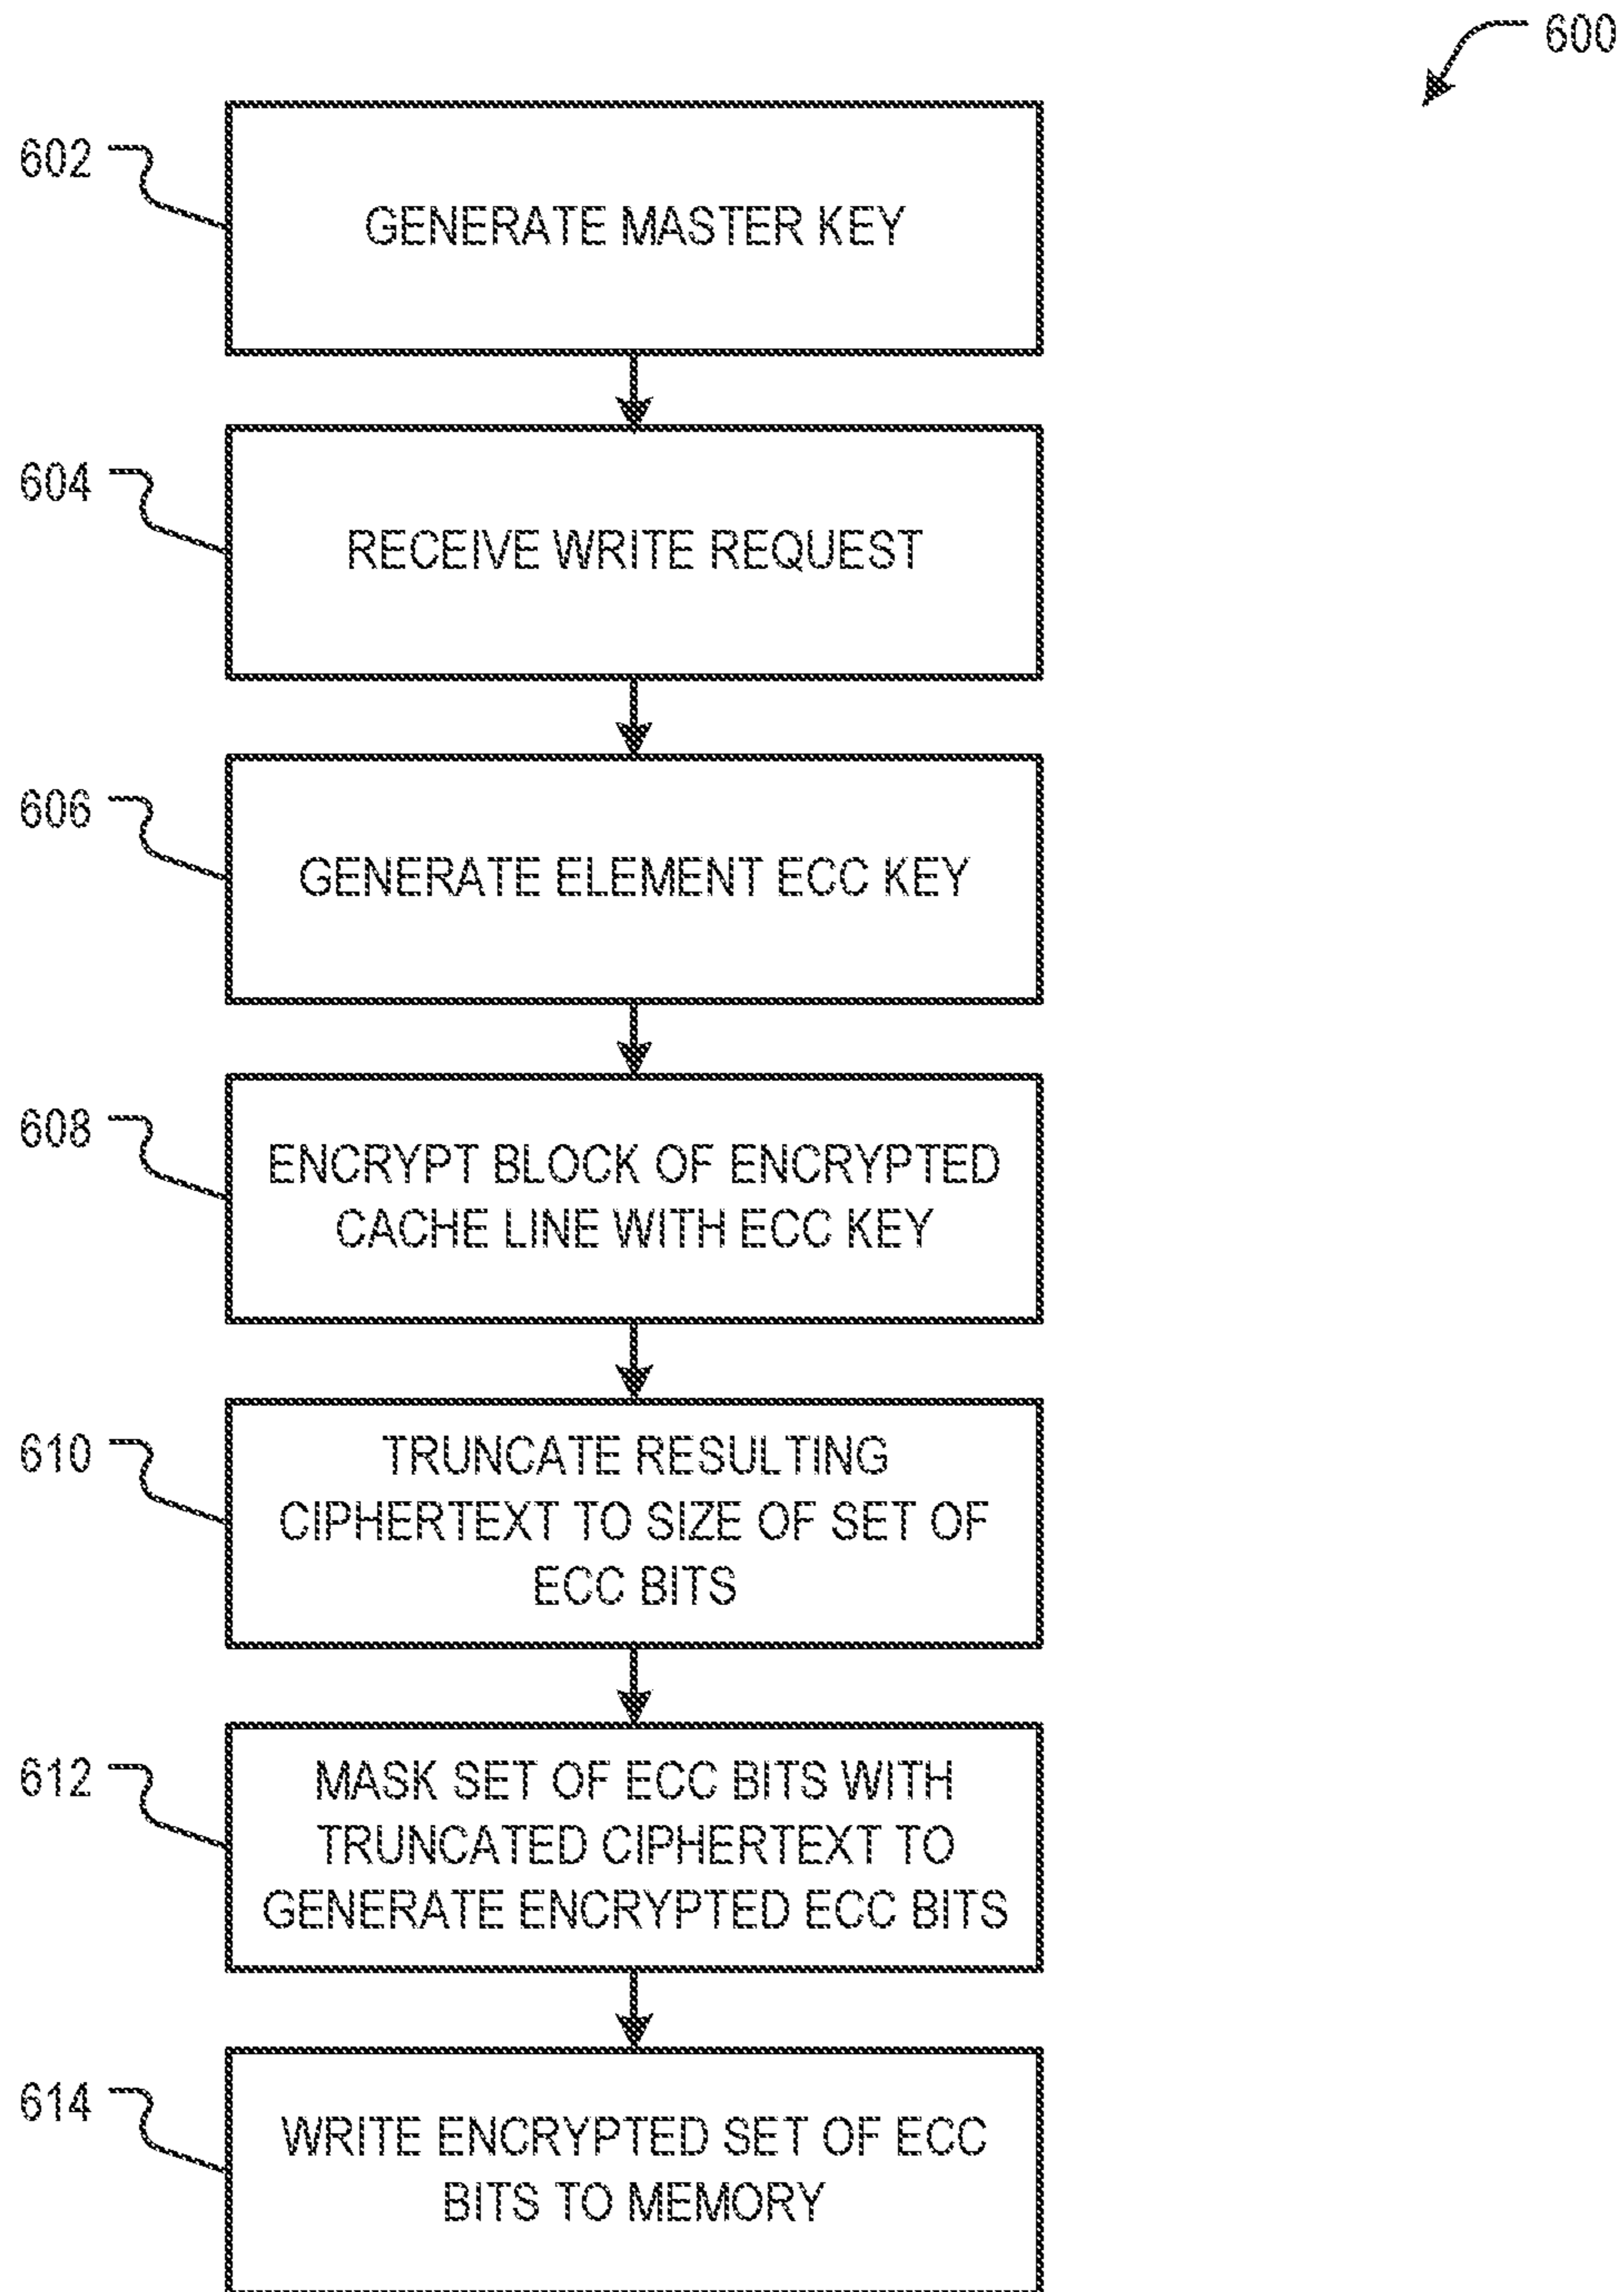 600
602
GENERATE MASTER KEY
604
RECEIVE WRITE REQUEST
606
GENERATE ELEMENT ECC KEY
608
ENCRYPT BLOCK OF ENCRYPTED
CACHE LINE WITH ECC KEY
610
TRUNCATE RESULTING
CIPHERTEXT TO SIZE OF SET OF
ECC BITS
612
MASK SET OF ECC BITS WITH
TRUNCATED CIPHERTEXT TO
GENERATE ENCRYPTED ECC BITS
614
WRITE ENCRYPTED SET OF ECC
BITS TO MEMORY